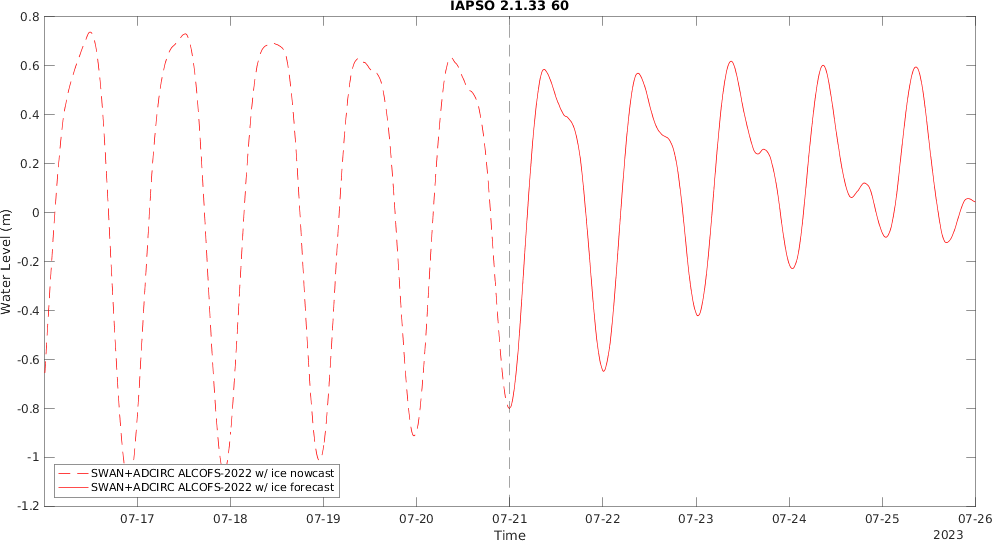 IAPSO 2.1.33 60
0.8
0.6
0.4
0.2
0
-0.2
-0.4
-0.6
-0.8
-1
-1.2
Water Level (m)
SWAN+ADCIRC ALCOFS-2022 w/ ice nowcast
SWAN+ADCIRC ALCOFS-2022 w/ ice forecast
07-17 07-18 07-19 07-20 07-21 07-22 07-23 07-24 07-25 07-26
Time
2023